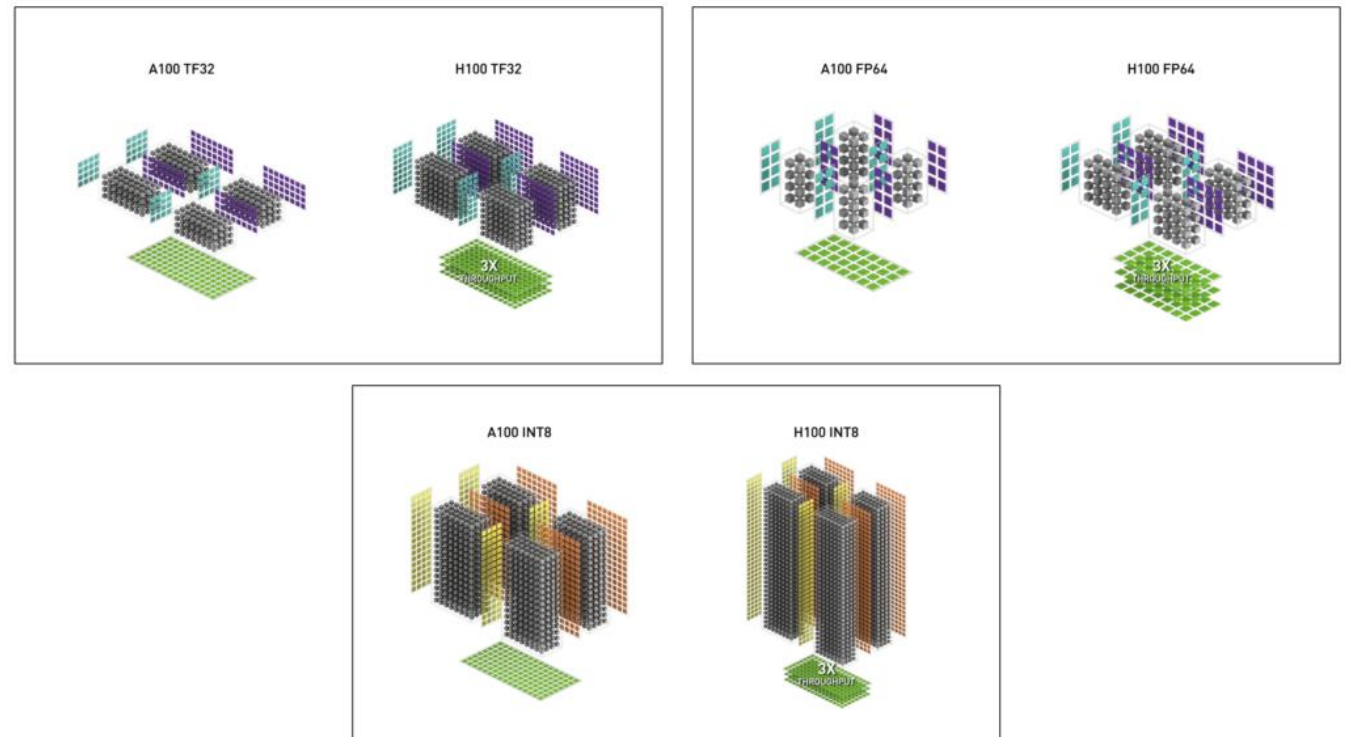 A100 TF32
H100 TF32
3X
THROUGHPUT
A100 FP64
H100 FP64
3X
THROUGHPUT
A100 INT8
H100 INT8
3X
THROUGHPUT